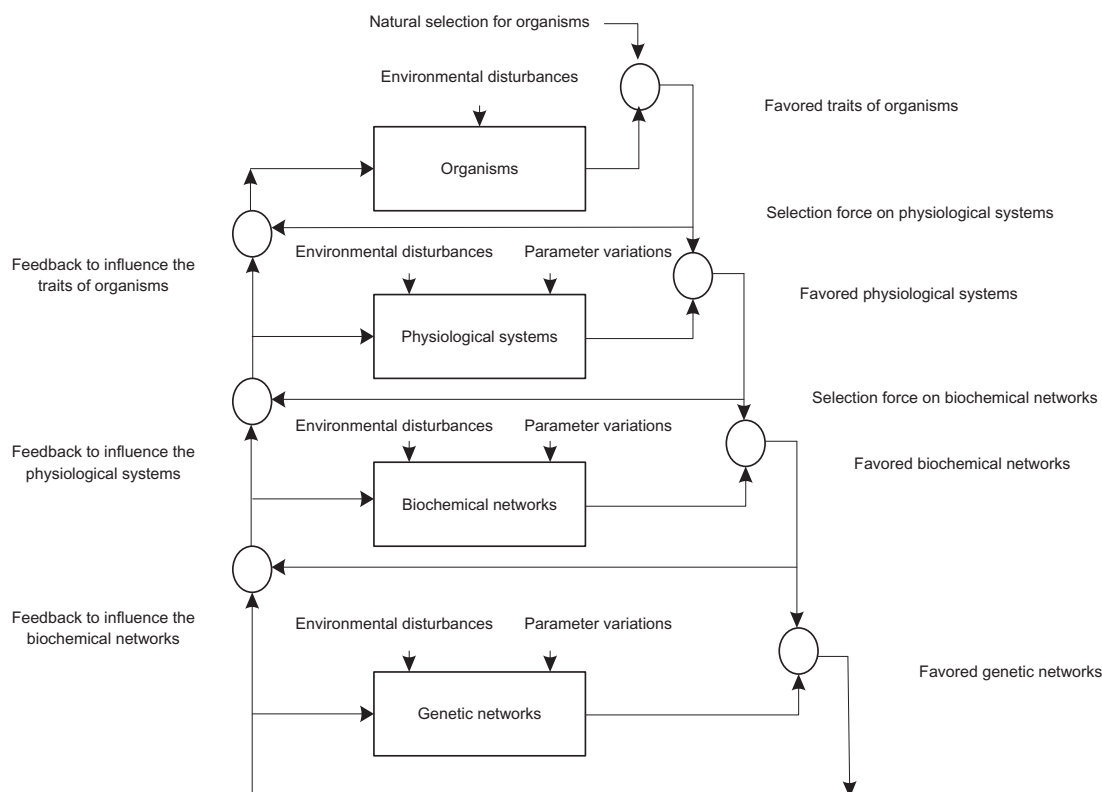 Natural selection for organisms
Environmental disturbances
Favored traits of organisms
Organisms
Selection force on physiological systems
Environmental disturbances
Parameter variations
Feedback to influence the
traits of organisms
Favored physiological systems
Physiological systems
Selection force on biochemical networks
Environmental disturbances
Parameter variations
Feedback to influence the
physiological systems
Favored biochemical networks
Biochemical networks
Feedback to influence the
biochemical networks
Environmental disturbances
Parameter variations
Favored genetic networks
Genetic networks